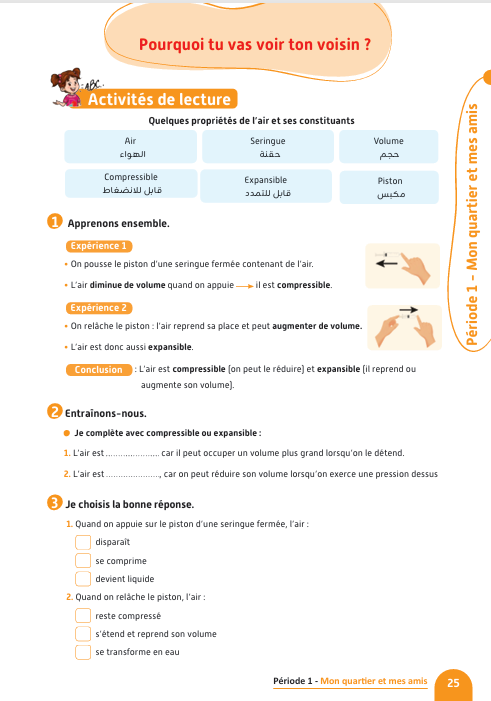 Pourquoi tu vas voir ton voisin ?
ABC
Activités de lecture
Quelques propriétés de l'air et ses constituants
Air
الهواء
Seringue
حقنة
Volume
حجم
Compressible
قابل للانضغاط
Expansible
قابل للتمدد
Piston
مكبس
1 Apprenons ensemble.
Expérience 1
• On pousse le piston d'une seringue fermée contenant de l'air.
• L'air diminue de volume quand on appuie → il est compressible.
Expérience 2
• On relâche le piston : l'air reprend sa place et peut augmenter de volume.
• L'air est donc aussi expansible.
Conclusion : L'air est compressible (on peut le réduire) et expansible (il reprend ou
augmente son volume).
2 Entraînons-nous.
● Je complète avec compressible ou expansible :
1. L'air est ..................... car il peut occuper un volume plus grand lorsqu'on le détend.
2. L'air est ....................., car on peut réduire son volume lorsqu'on exerce une pression dessus
3 Je choisis la bonne réponse.
1. Quand on appuie sur le piston d'une seringue fermée, l'air :
disparaît
se comprime
devient liquide
2. Quand on relâche le piston, l'air :
reste compressé
s'étend et reprend son volume
se transforme en eau
Période 1 - Mon quartier et mes amis
Période 1 - Mon quartier et mes amis 25